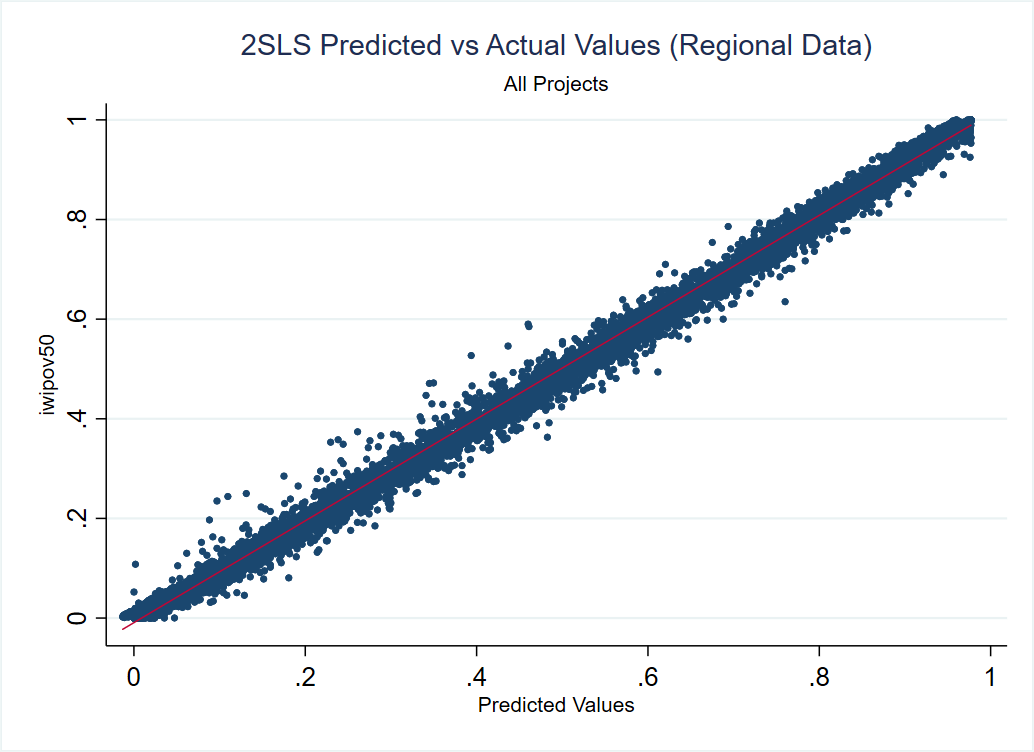 2SLS Predicted vs Actual Values (Regional Data)
All Projects
iwipov50
1
.8
.6
.4
.2
0
0 .2 .4 .6 .8 1
Predicted Values